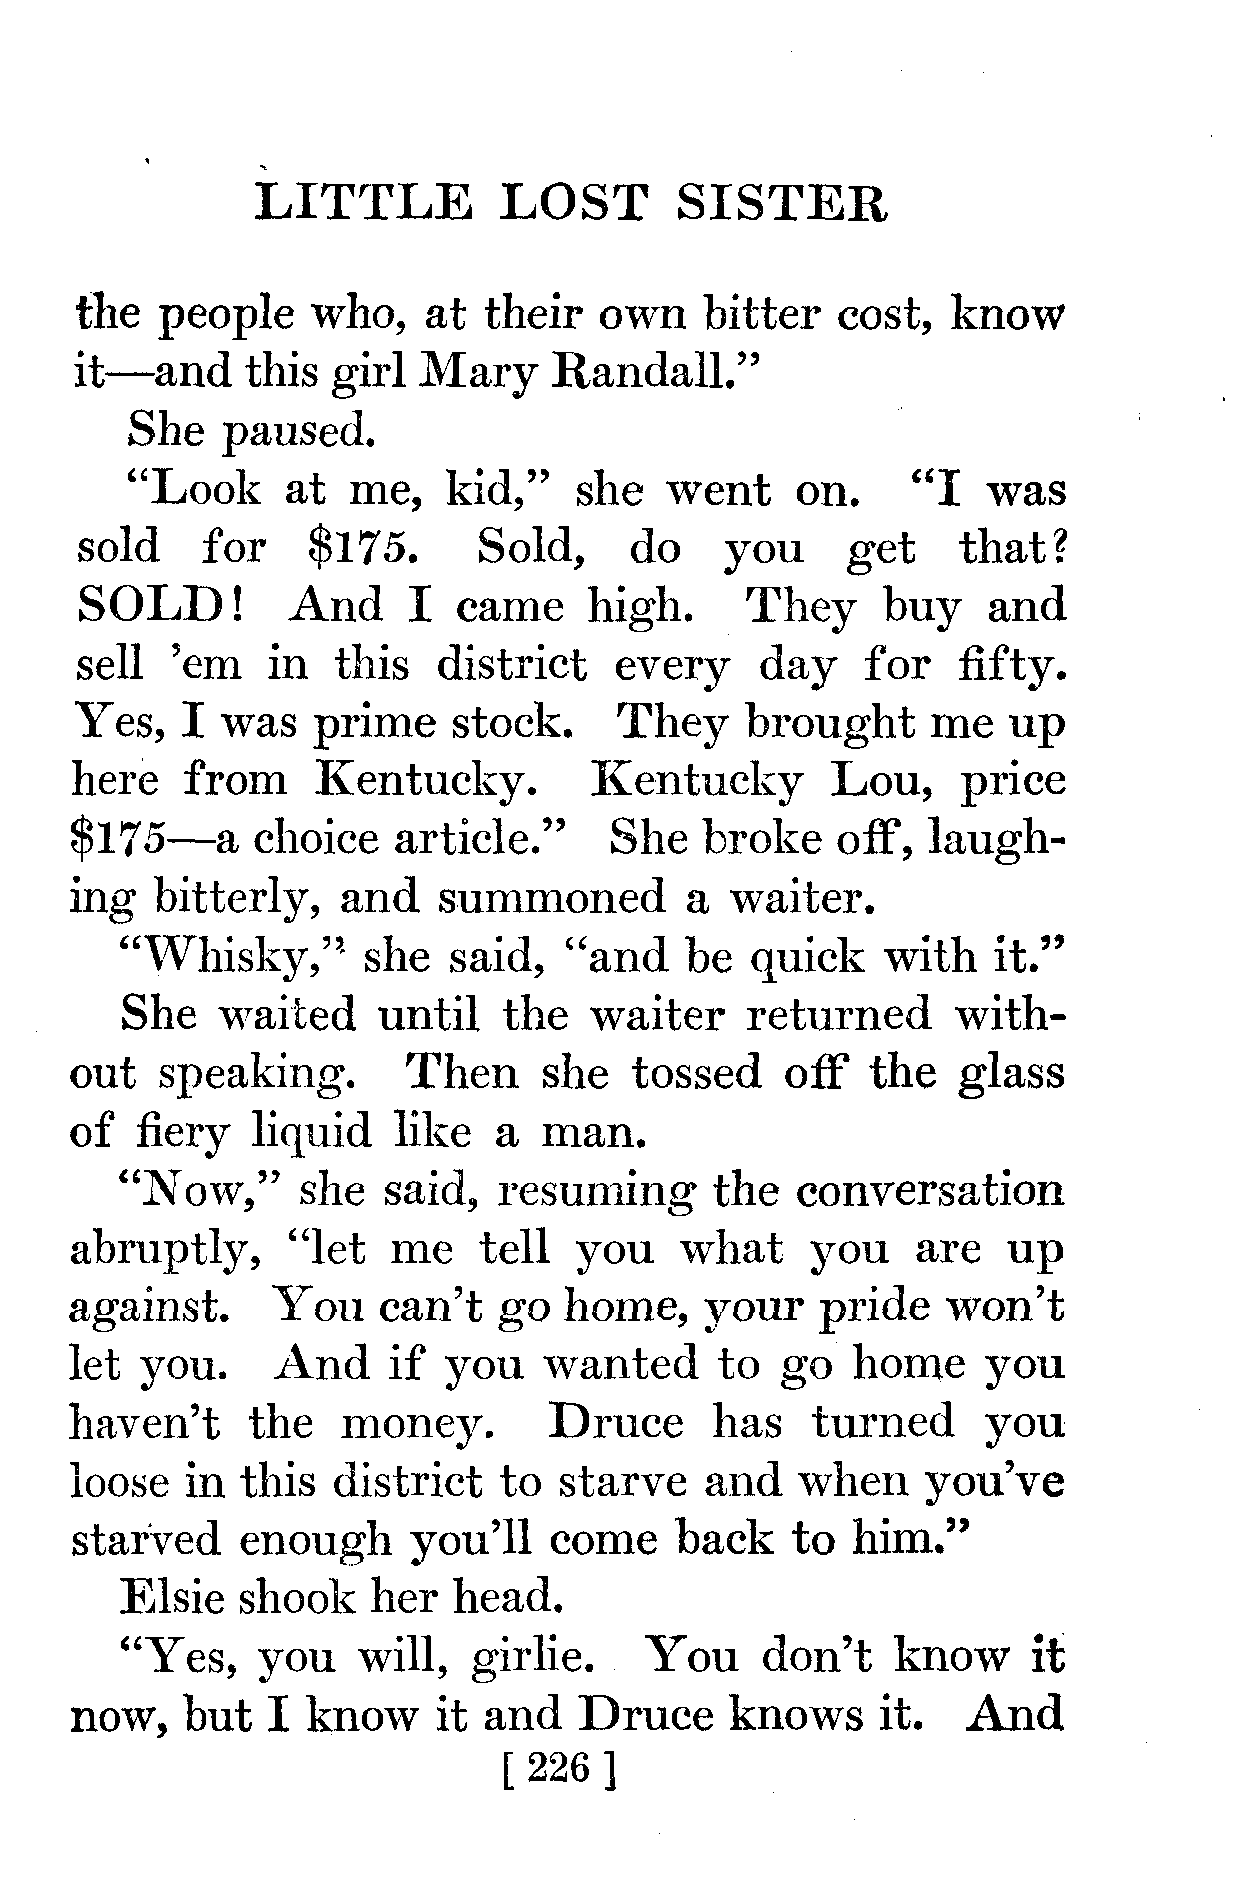 LITTLE LOST SISTER
the people who, at their own bitter cost, know
it—and this girl Mary Randall.”
She paused.
“Look at me, kid,” she went on. “I was
sold for $175. Sold, do you get that?
SOLD! And I came high. They buy and
sell ’em in this district every day for fifty.
Yes, I was prime stock. They brought me up
here from Kentucky. Kentucky Lou, price
$175—a choice article.” She broke off, laugh-
ing bitterly, and summoned a waiter.
“Whisky,” she said, “and be quick with it.”
She waited until the waiter returned with-
out speaking. Then she tossed off the glass
of fiery liquid like a man.
“Now,” she said, resuming the conversation
abruptly, “let me tell you what you are up
against. You can’t go home, your pride won’t
let you. And if you wanted to go home you
haven’t the money. Druce has turned you
loose in this district to starve and when you’ve
starved enough you’ll come back to him.”
Elsie shook her head.
“Yes, you will, girlie. You don’t know it
now, but I know it and Druce knows it. And
[ 226 ]